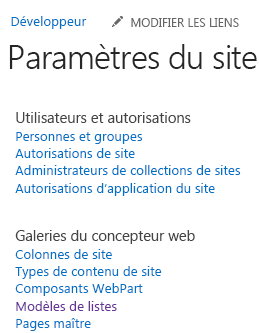 Développeur MODIFIER LES LIENS
Paramètres du site
Utilisateurs et autorisations
Personnes et groupes
Autorisations de site
Administrateurs de collections de sites
Autorisations d'application du site
Galeries du concepteur web
Colonnes de site
Types de contenu de site
Composants WebPart
Modèles de listes
Pages maître